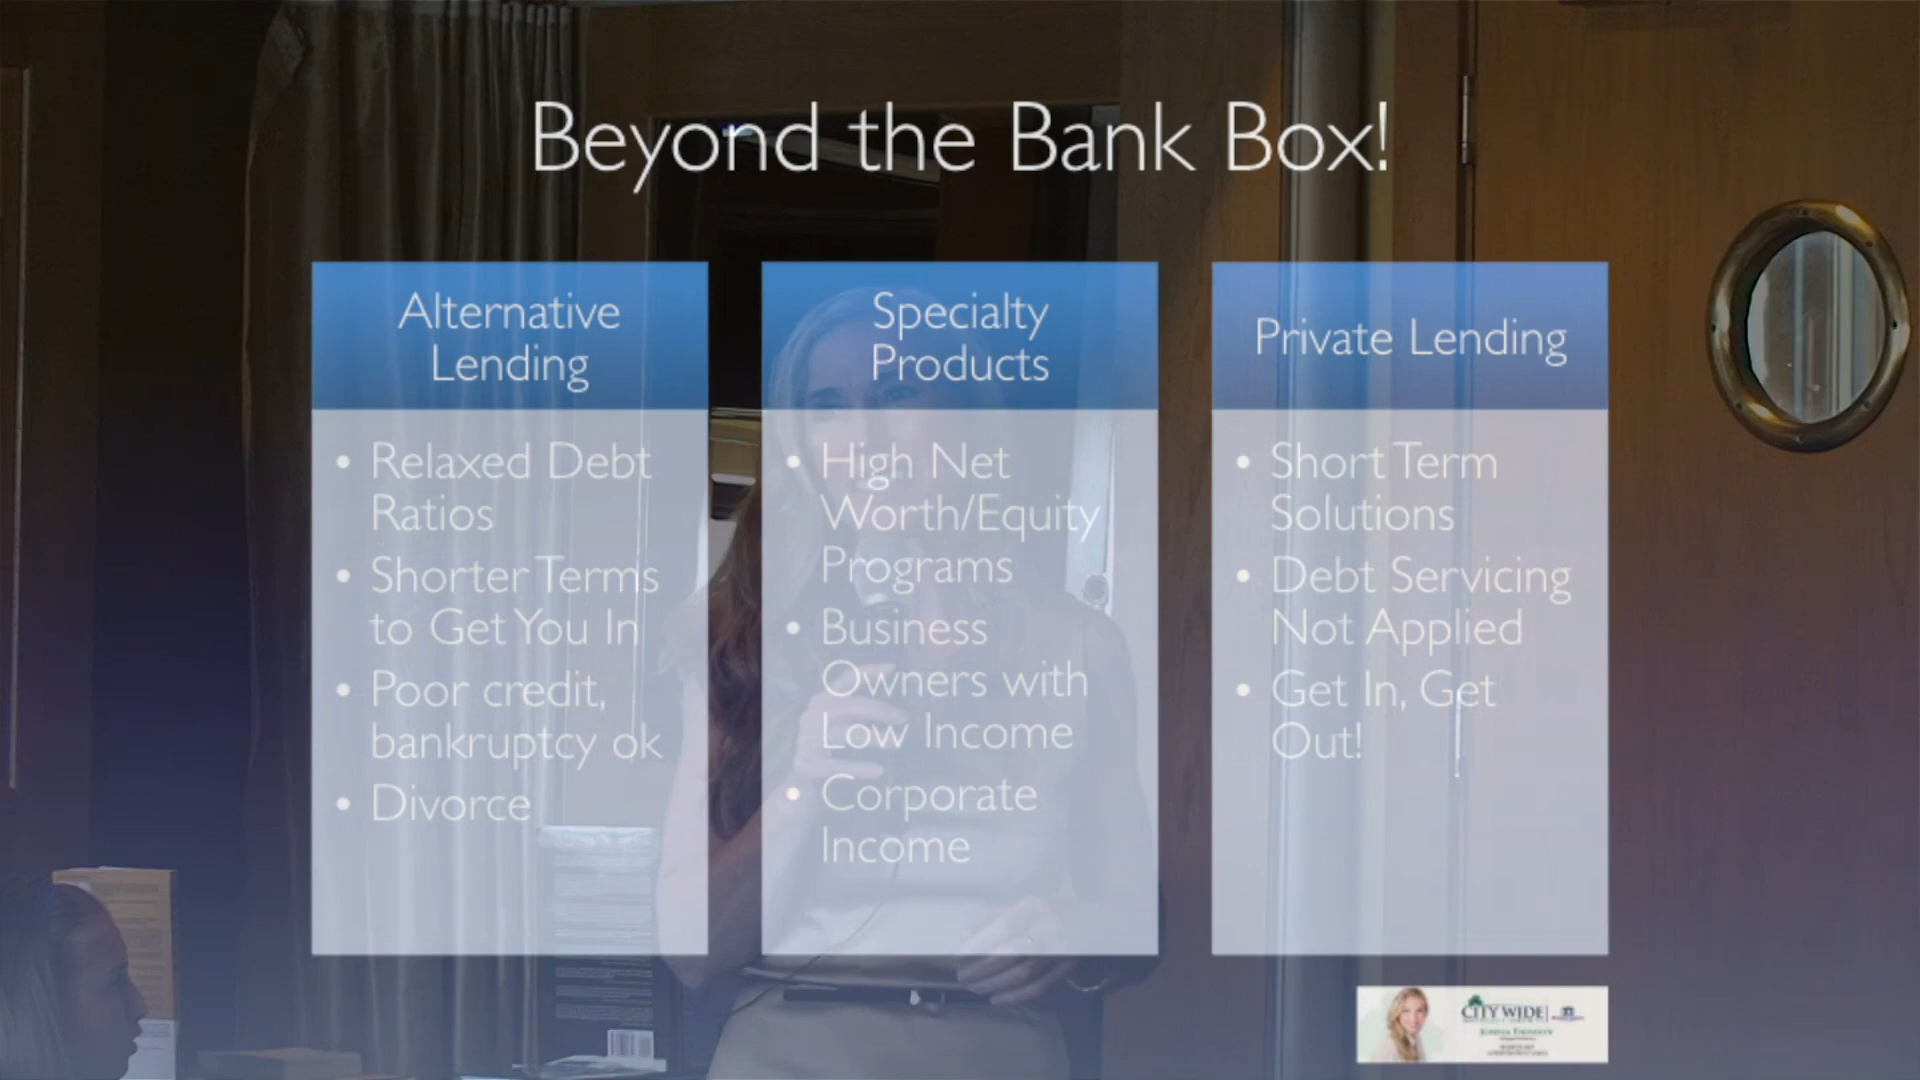 Beyond the Bank Box!
Alternative
Lending
• Relaxed Debt
Ratios
• Shorter Terms
to Get You In
• Poor credit,
bankruptcy ok
• Divorce
Specialty
Products
• High Net
Worth/Equity
Programs
• Business
Owners with
Low Income
• Corporate
Income
Private Lending
• Short Term
Solutions
• Debt Servicing
Not Applied
• Get In, Get
Out!
CITY WIDE